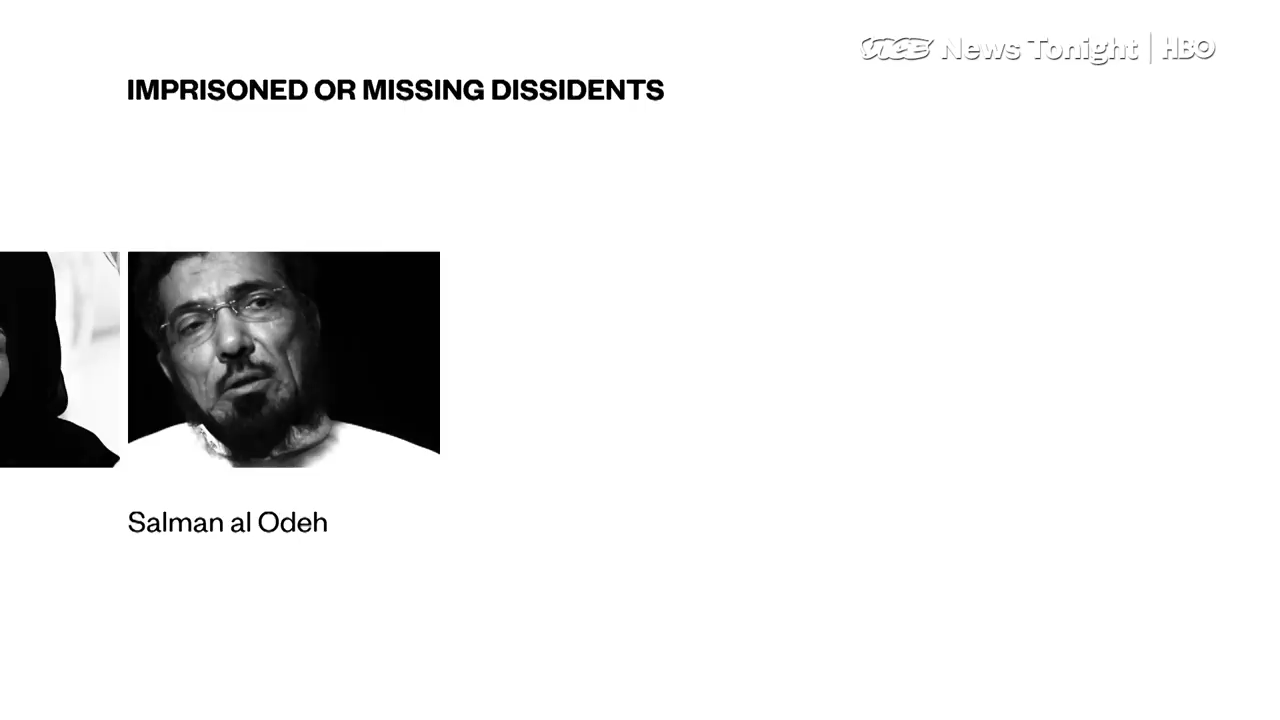 VICE News Tonight | HBO
IMPRISONED OR MISSING DISSIDENTS
Salman al Odeh